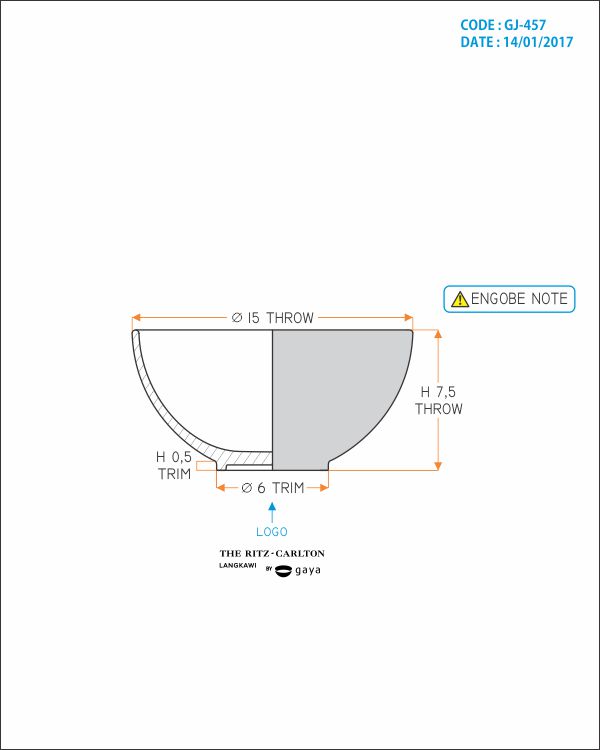 CODE : GJ-457
DATE : 14/01/2017
ENGOBE NOTE
Ø 15 THROW
H 7,5
THROW
H 0,5
TRIM
Ø 6 TRIM
LOGO
THE RITZ-CARLTON
LANGKAWI
BY gaya